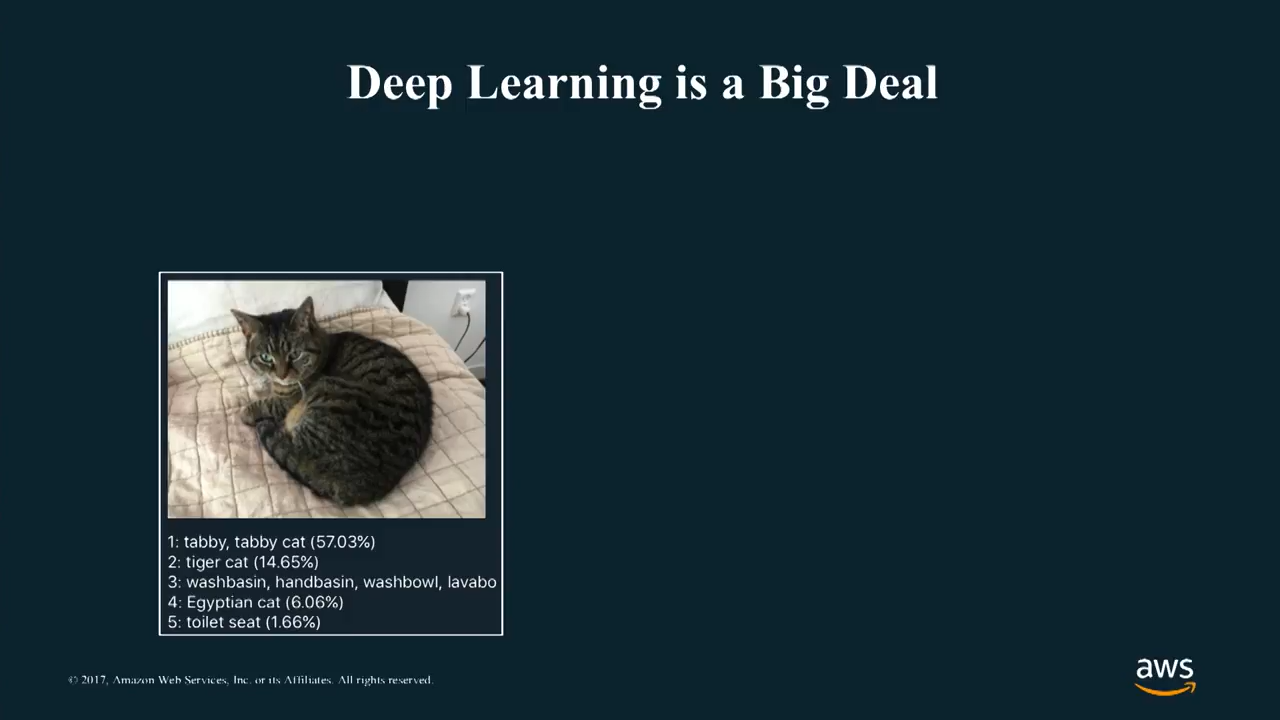 Deep Learning is a Big Deal
1: tabby, tabby cat (57.03%)
2: tiger cat (14.65%)
3: washbasin, handbasin, washbowl, lavabo
4: Egyptian cat (6.06%)
5: toilet seat (1.66%)
© 2017, Amazon Web Services, Inc. or its Affiliates. All rights reserved.
aws